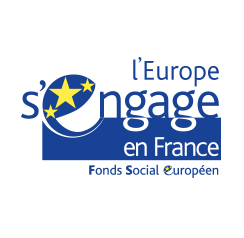 l'Europe
s'engage
en France
Fonds Social européen